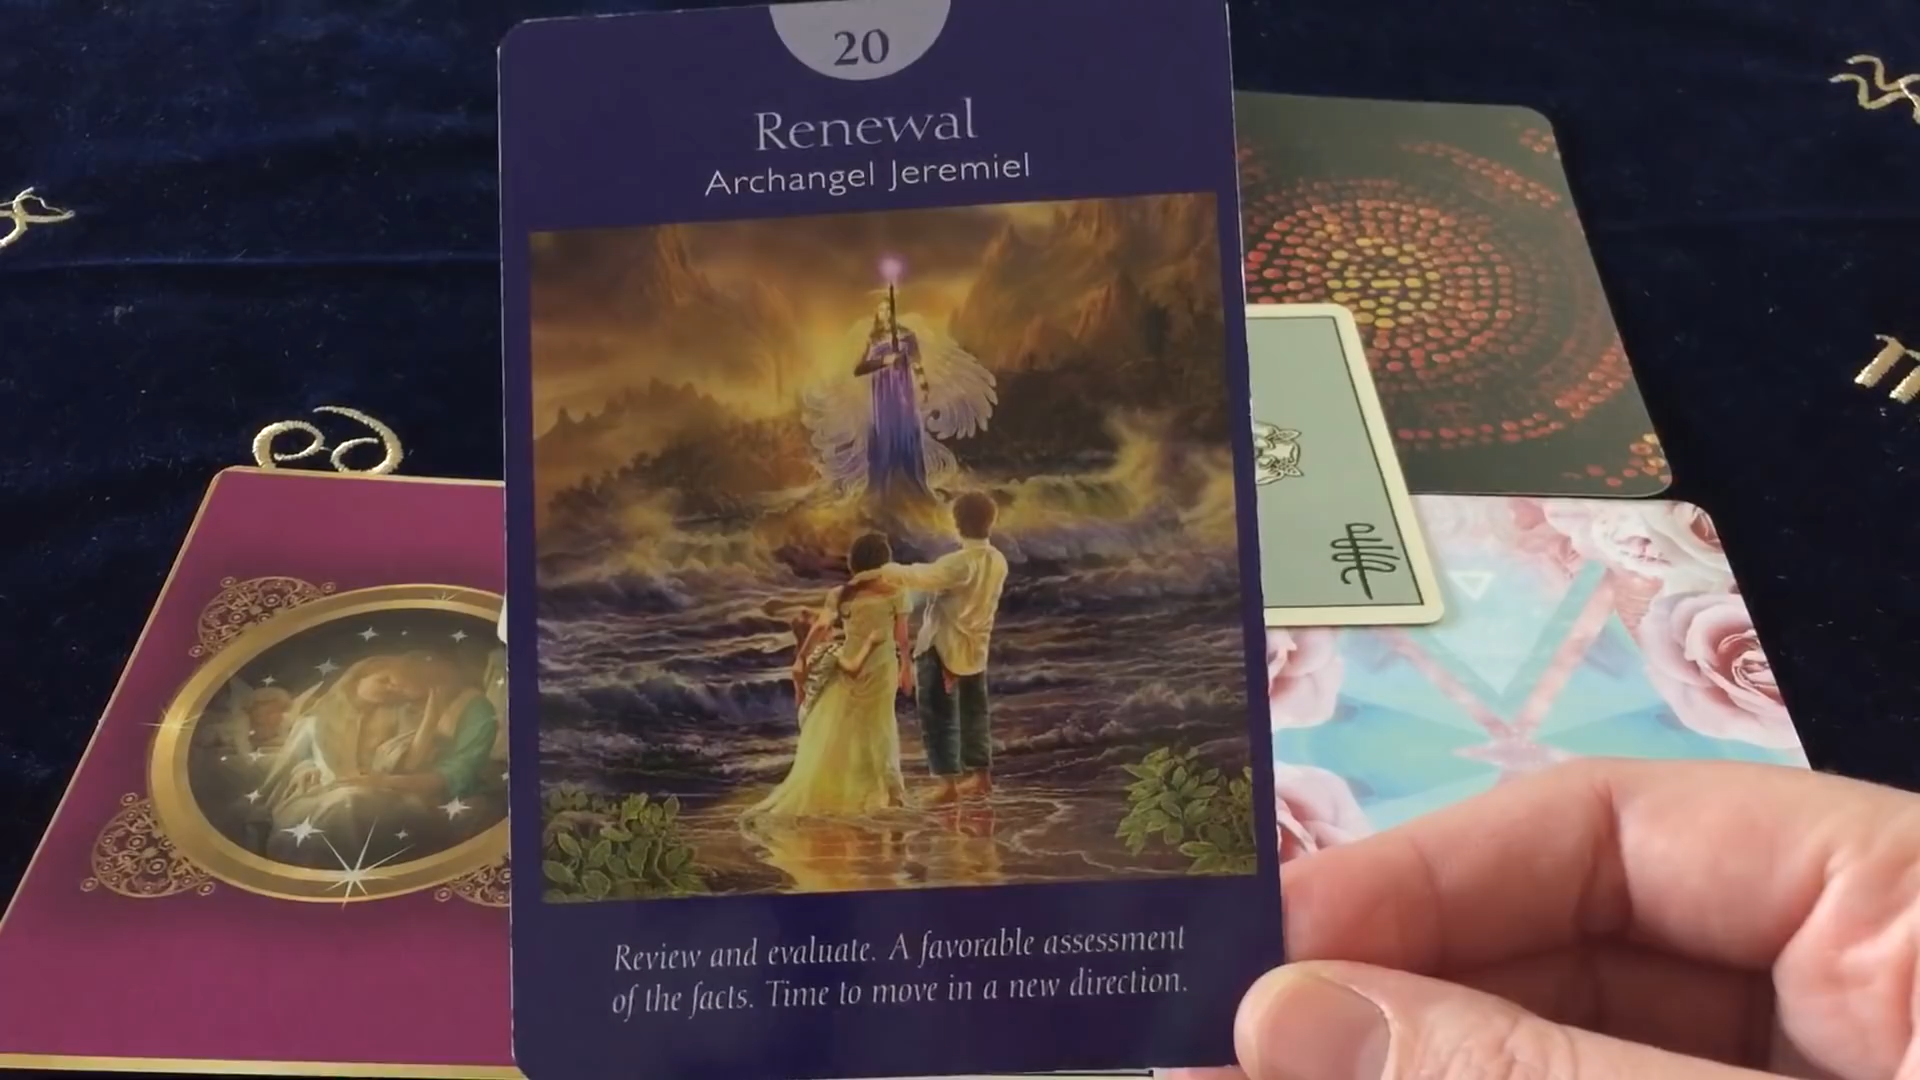 20
Renewal
Archangel Jeremiel
Review and evaluate. A favorable assessment
of the facts. Time to move in a new direction.